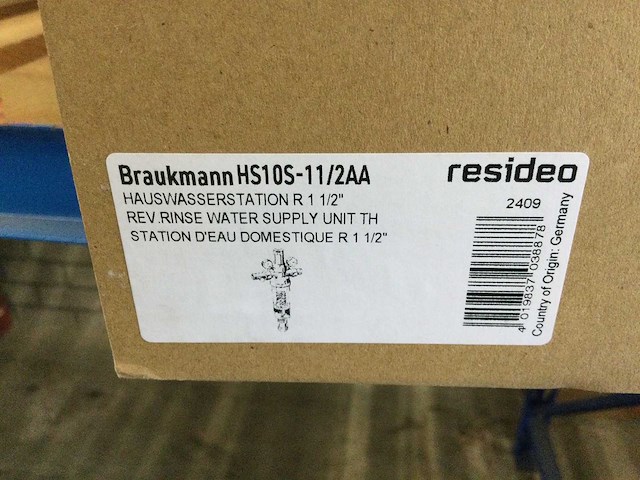 Braukmann HS10S-11/2AA
HAUSWASSERSTATION R 1 1/2"
REV.RINSE WATER SUPPLY UNIT TH
STATION D'EAU DOMESTIQUE R 1 1/2"
resideo
2409
4 019837 038878
Country of Origin: Germany